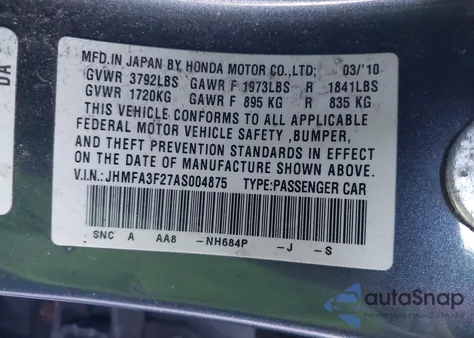 MFD.IN JAPAN BY HONDA MOTOR CO.,LTD: 03/'10
GVWR 3792LBS GAWR F 1973LBS R 1841LBS
GVWR 1720KG GAWR F 895 KG R 835 KG
THIS VEHICLE CONFORMS TO ALL APPLICABLE
FEDERAL MOTOR VEHICLE SAFETY ,BUMPER,
AND THEFT PREVENTION STANDARDS IN EFFECT
ON THE DATE OF MANUFACTURE SHOWN ABOVE.
V.I.N.:JHMFA3F27AS004875 TYPE:PASSENGER CAR
SNC A AA8 -NH684P -J -S
DA
autoSnap